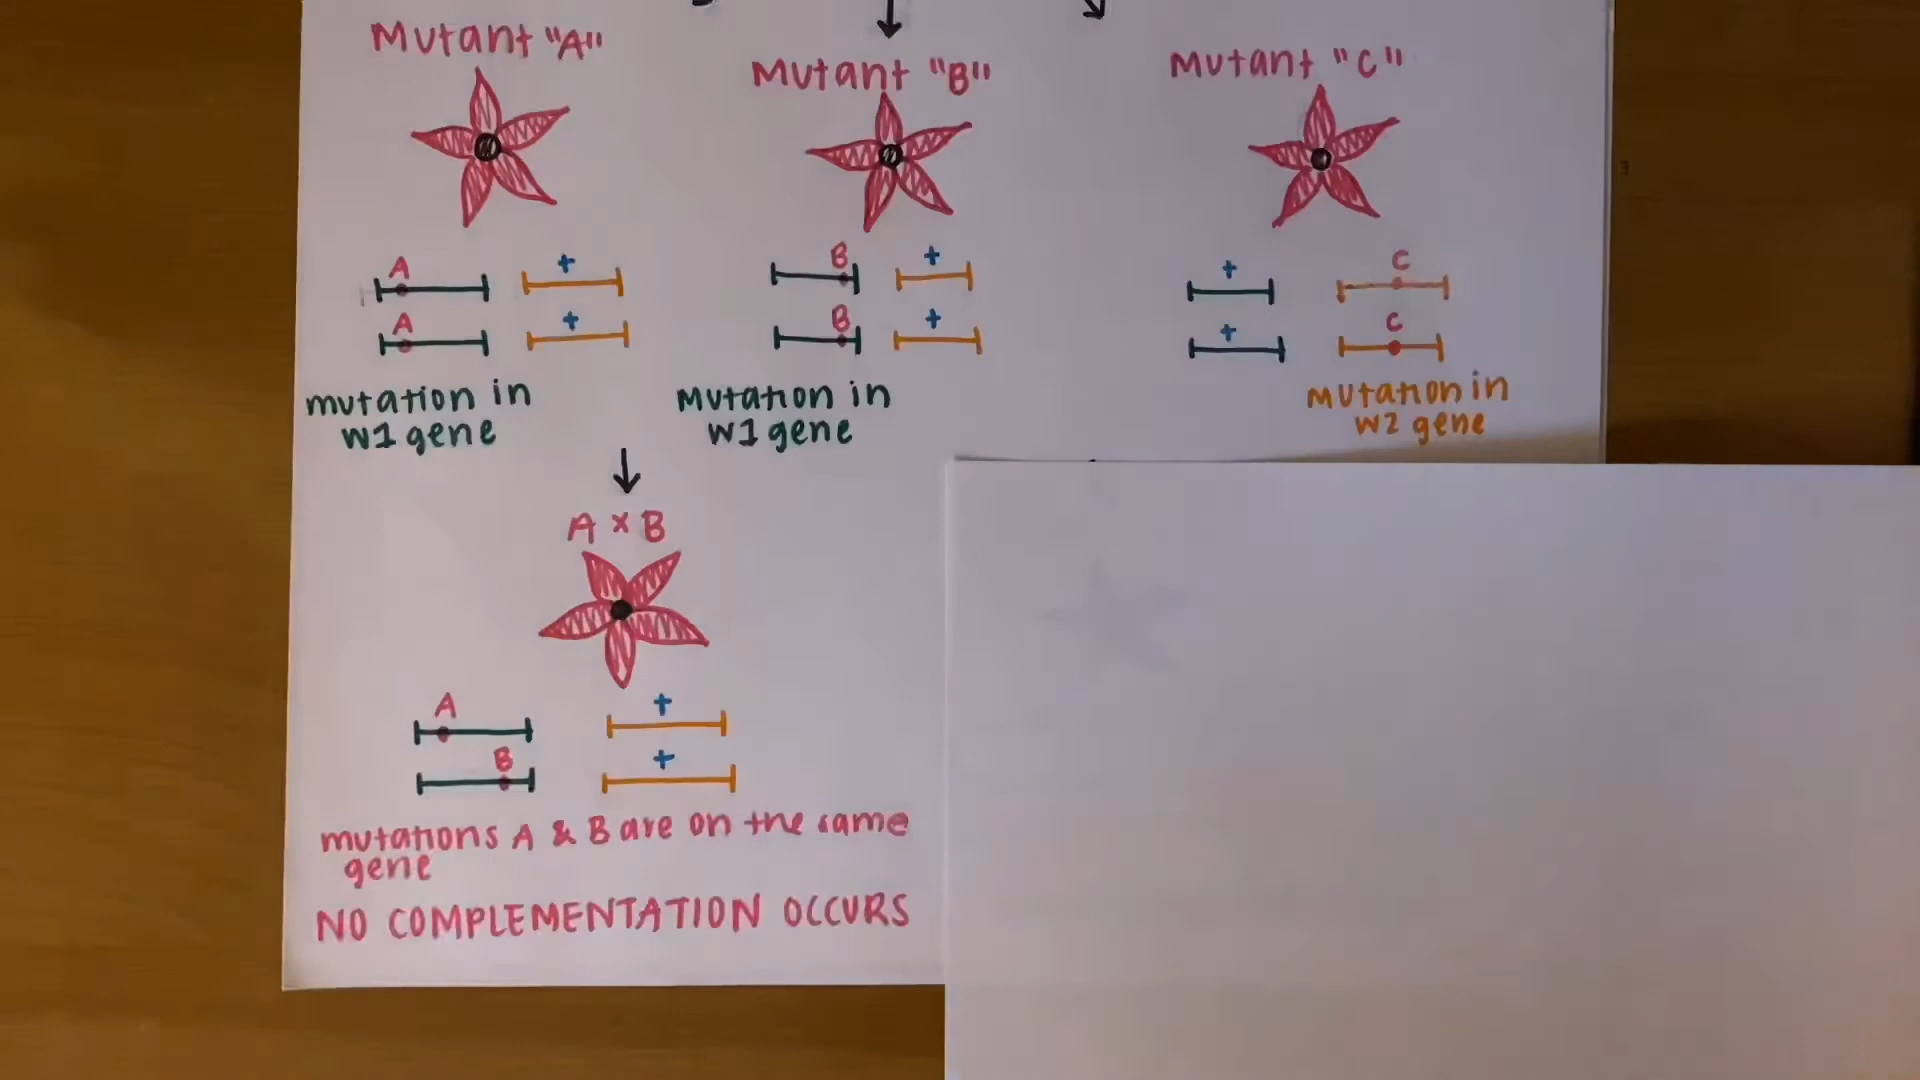 Mutant "A"
Mutant "B"
Mutant "C"
A
+
B
+
+
C
A
+
B
+
+
C
mutation in
W1 gene
Mutation in
W1 gene
Mutation in
W2 gene
A × B
A
+
B
+
mutations A & B are on the same
gene
NO COMPLEMENTATION OCCURS